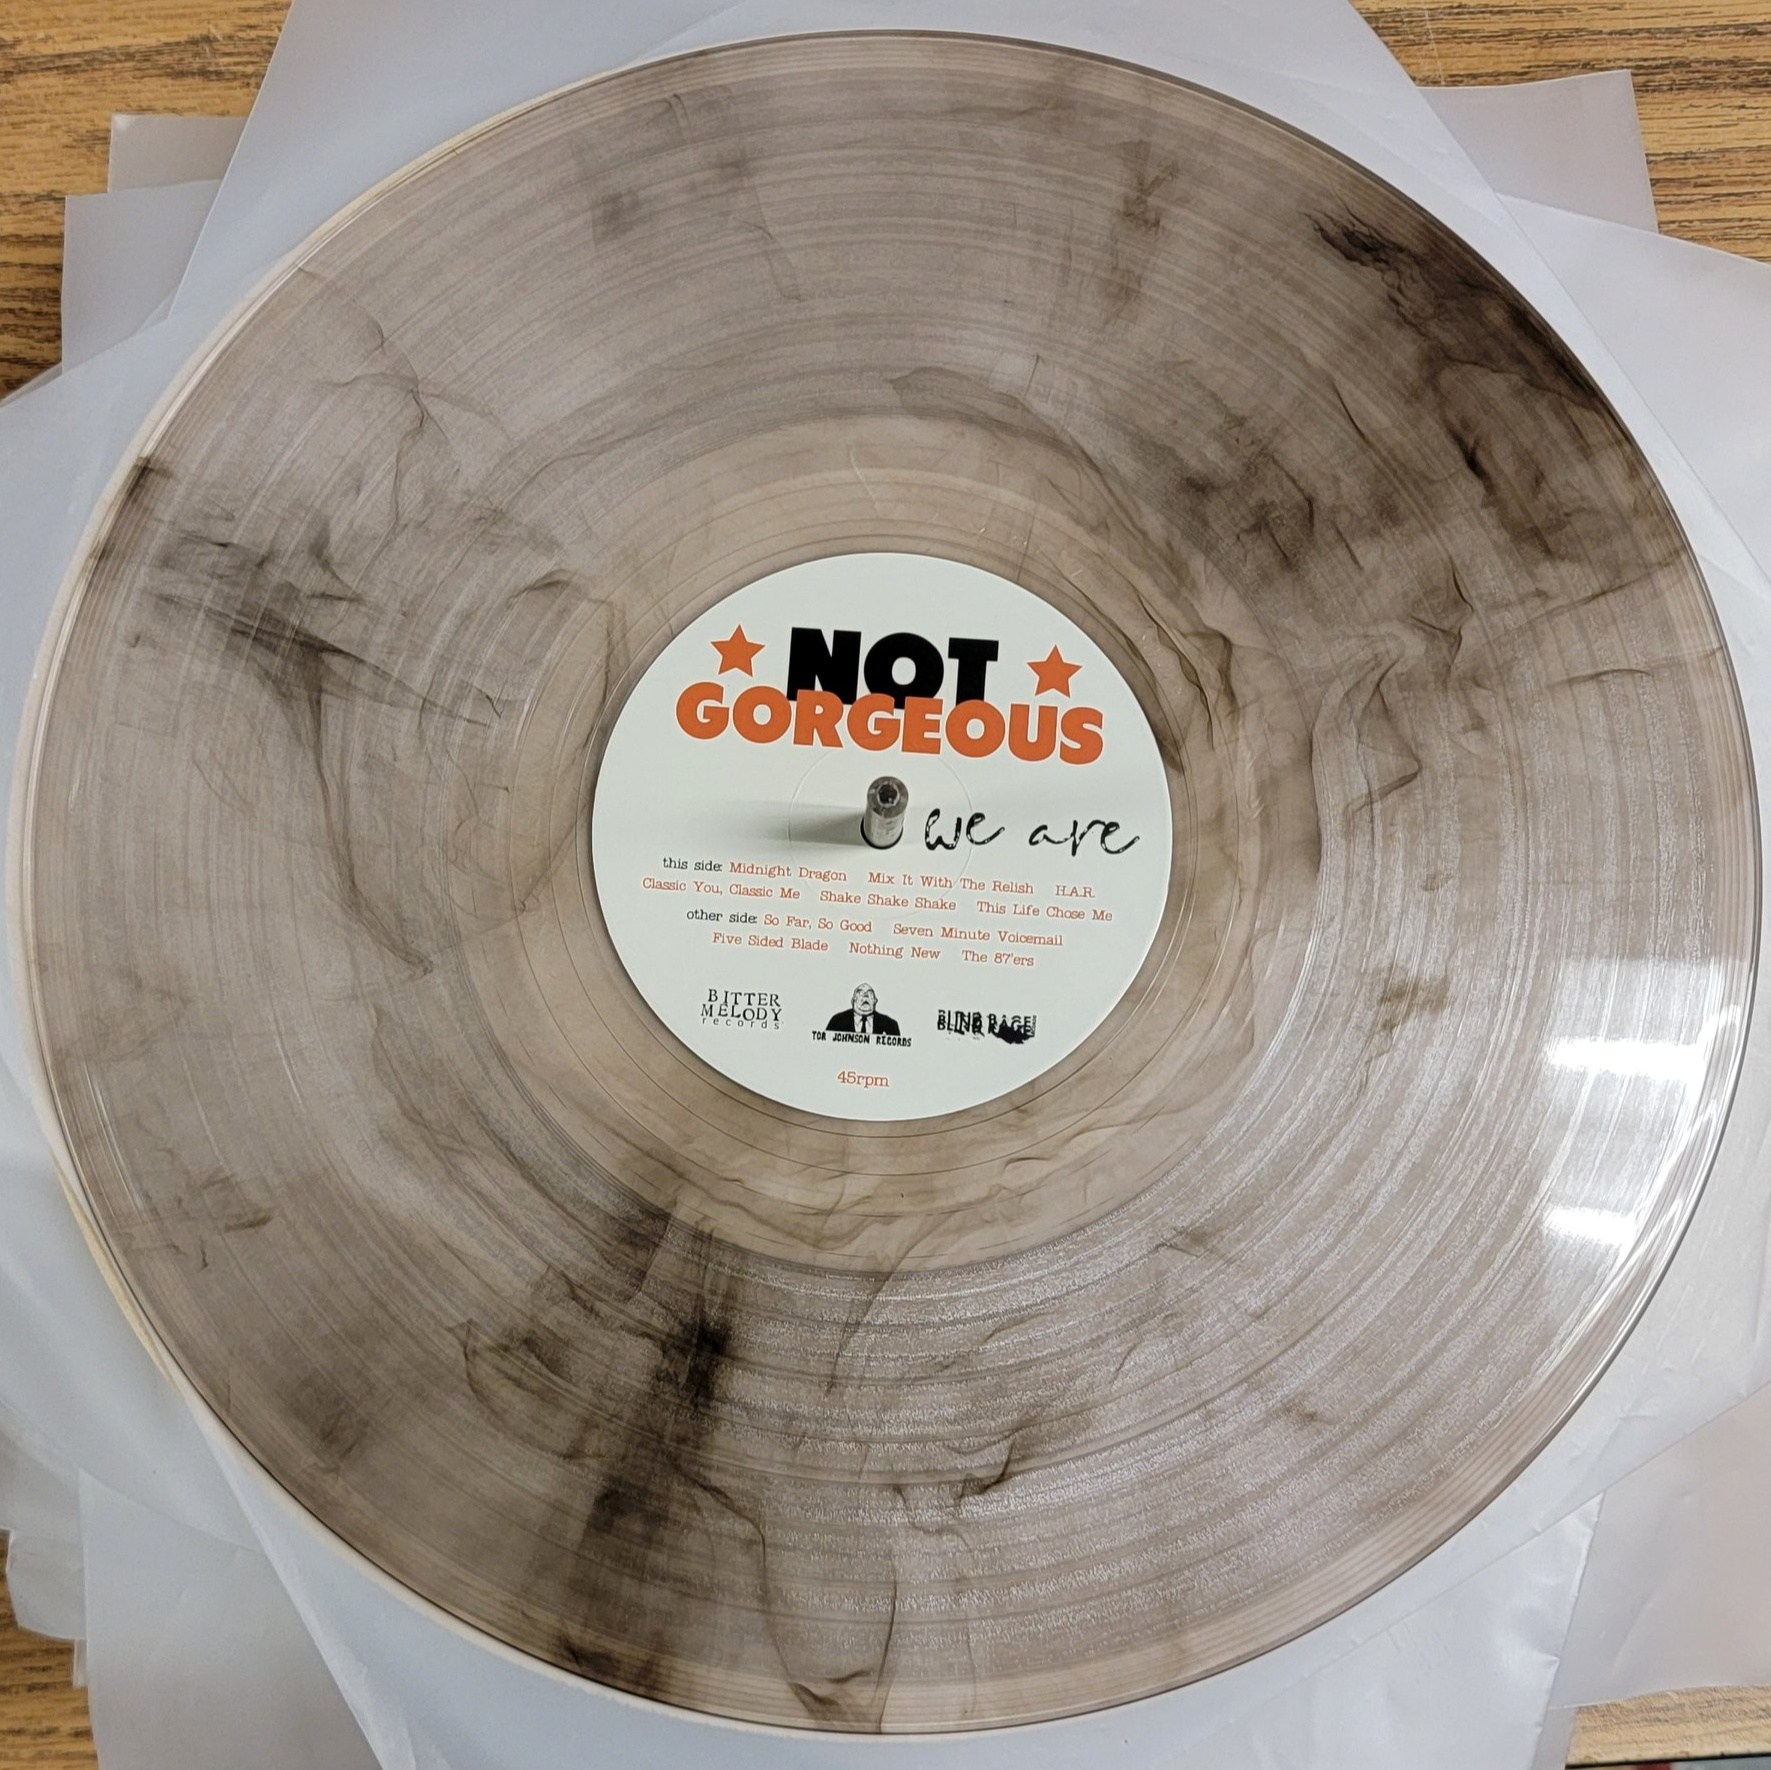 NOT
GORGEOUS
we are
this side: Midnight Dragon Mix It With The Relish H.A.R.
Classic You, Classic Me Shake Shake Shake This Life Chose Me
other side: So Far, So Good Seven Minute Voicemail
Five Sided Blade Nothing New The 87'ers
BITTER
MELODY
records
TOR JOHNSON RECORDS
BLIND RAGE
45rpm